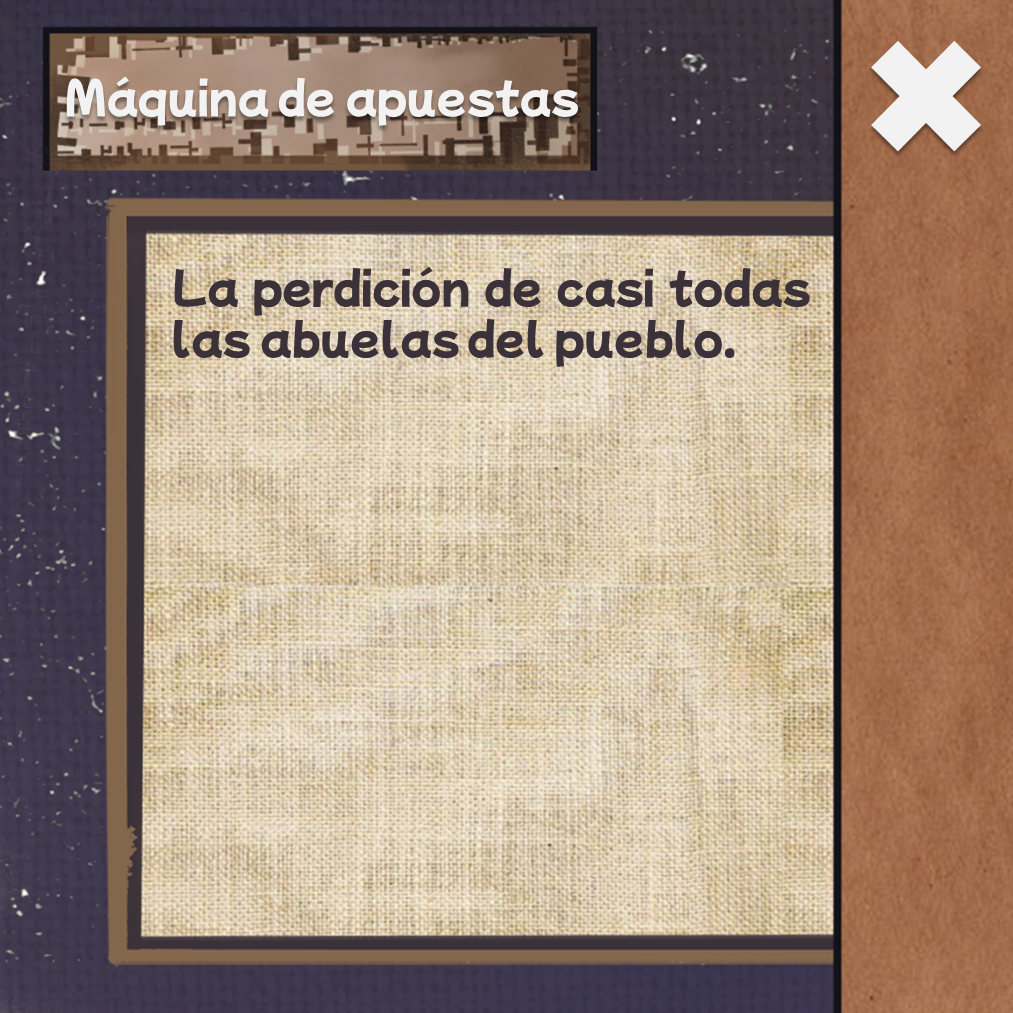 Máquina de apuestas
La perdición de casi todas
las abuelas del pueblo.